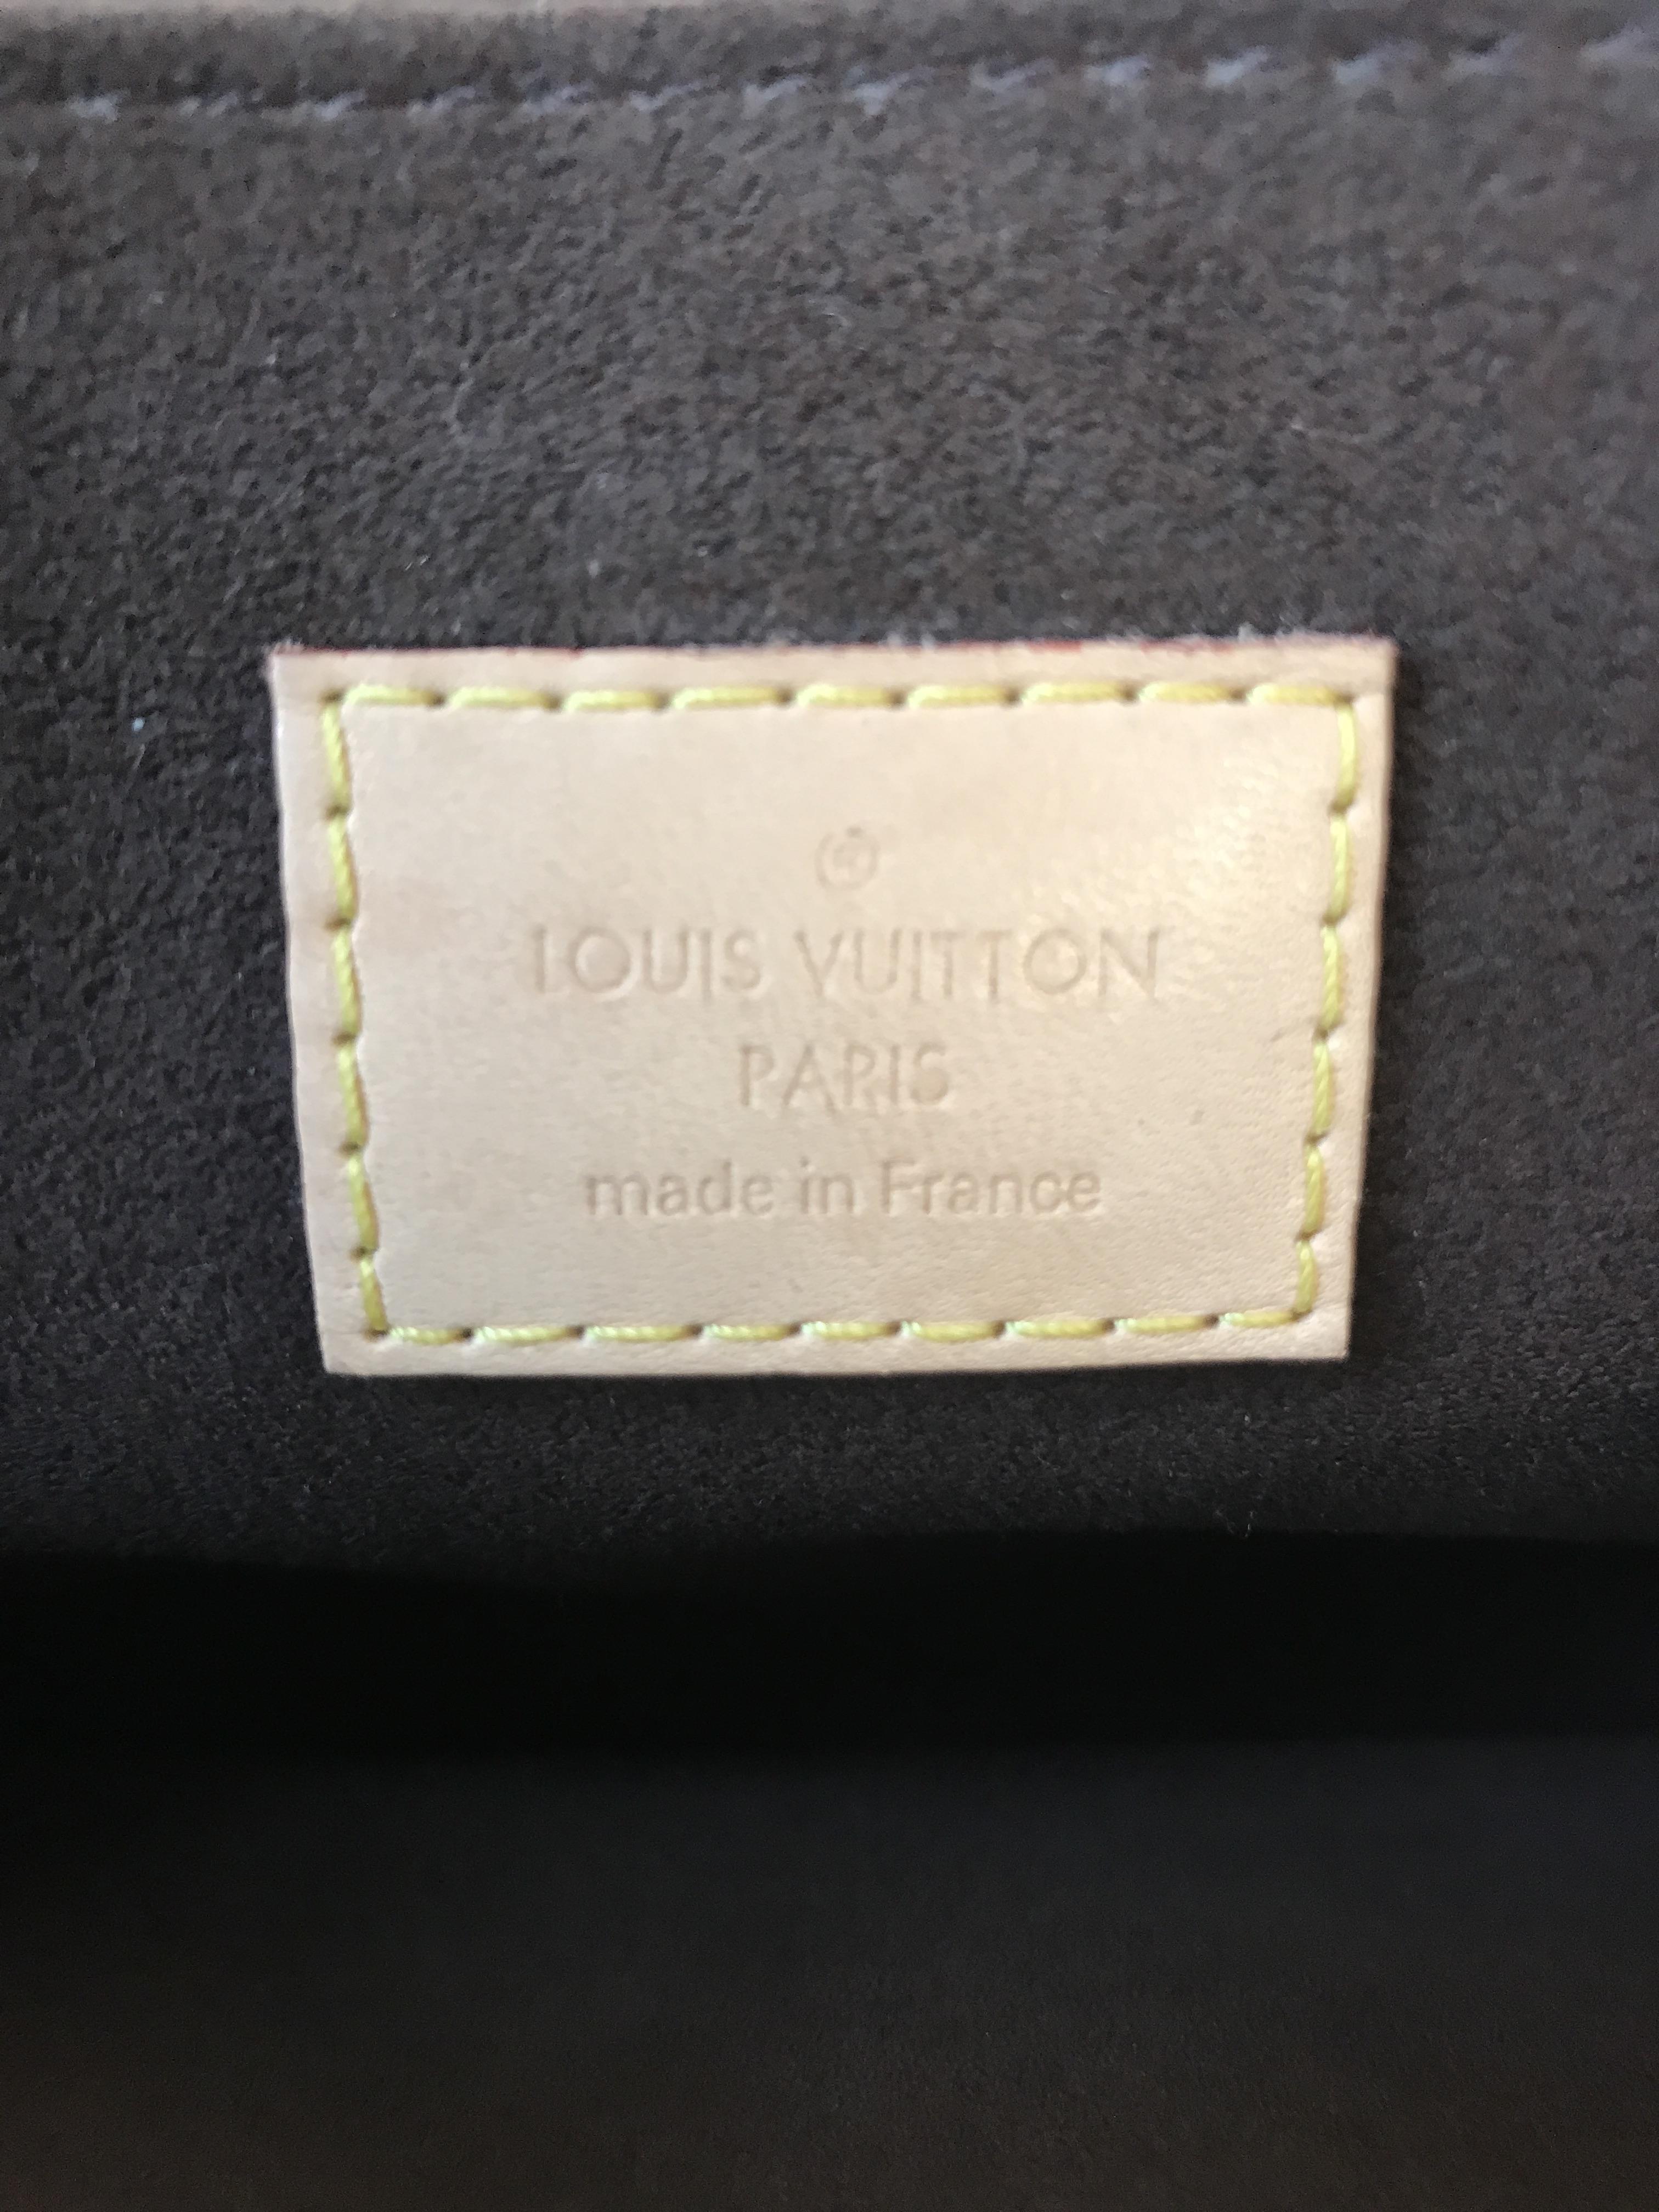 ®
LOUIS VUITTON
PARIS
made in France